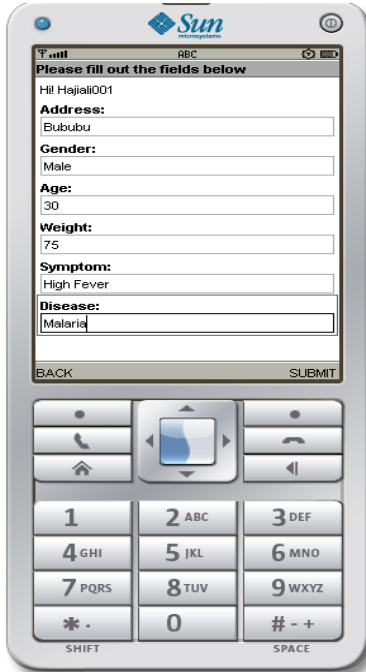 Sun
microsystems
ABC
Please fill out the fields below
Hi! Hajiali001
Address:
Bububu
Gender:
Male
Age:
30
Weight:
75
Symptom:
High Fever
Disease:
Malaria
BACK SUBMIT
1 2 ABC 3 DEF
4 GHI 5 JKL 6 MNO
7 PQRS 8 TUV 9 WXYZ
* . 0 # - +
SHIFT SPACE